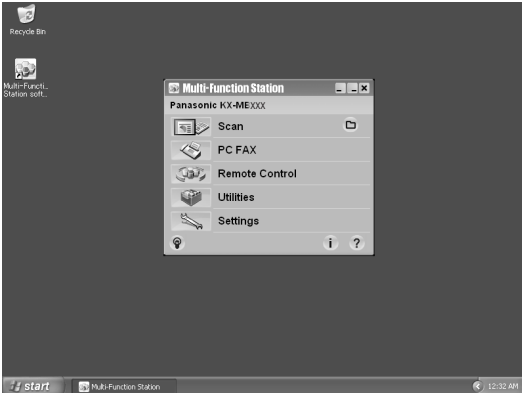 Recycle Bin
Multi-Functi...
Station soft...
Multi-Function Station
Panasonic KX-MBXXX
Scan
PC FAX
Remote Control
Utilities
Settings
i ?
start
Multi-Function Station
12:32 AM